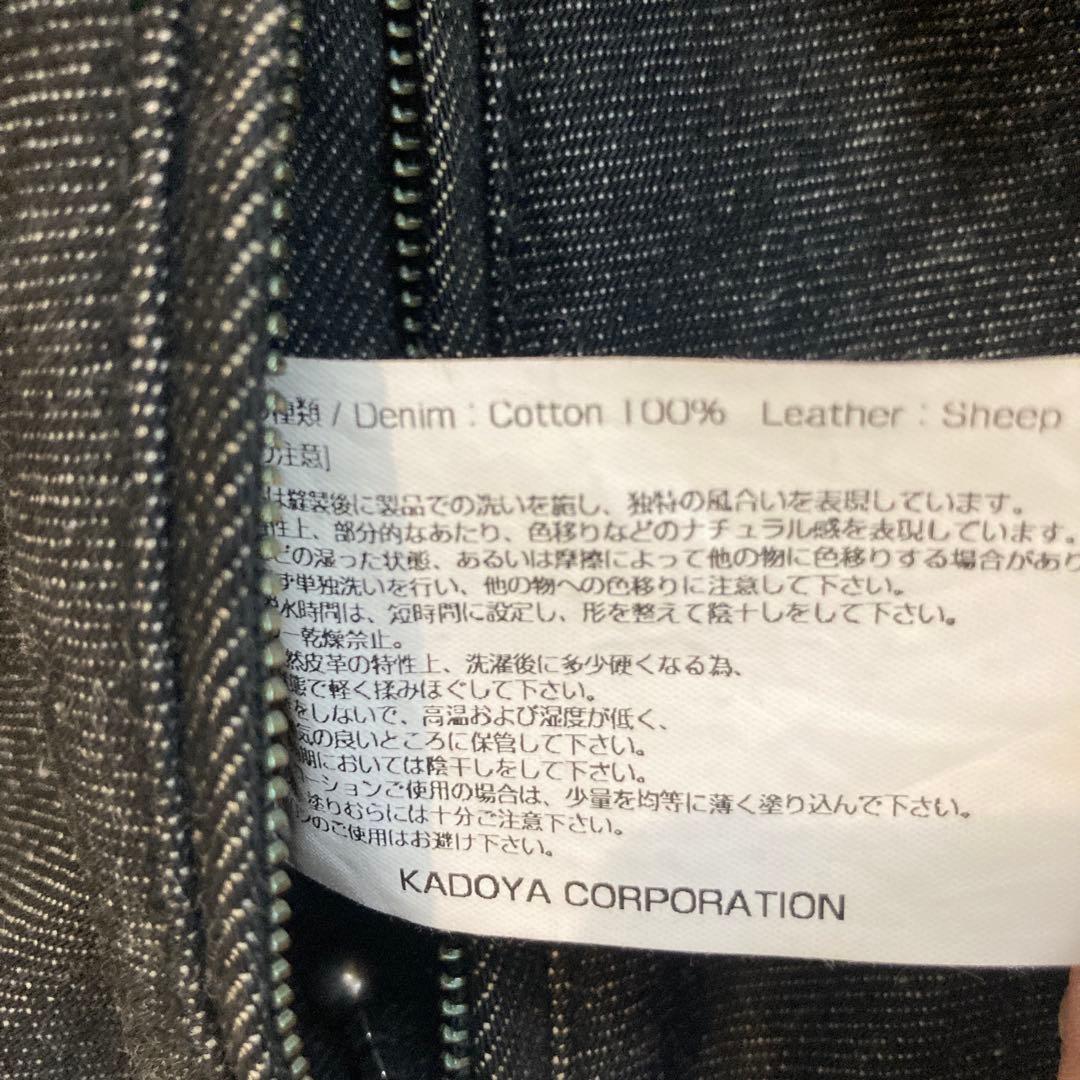 種類 / Denim : Cotton 100% Leather : Sheep
の注意]
は縫製後に製品での洗いを施し、独特の風合いを表現しています。
性上、部分的なあたり、色移りなどのナチュラル感を表現しています。
どの湿った状態、あるいは摩擦によって他の物に色移りする場合があり
ず単独洗いを行い、他の物への色移りに注意して下さい。
水時間は、短時間に設定し、形を整えて陰干しをして下さい。
ー乾燥禁止。
然皮革の特性上、洗濯後に多少硬くなる為、
態で軽く揉みほぐして下さい。
をしないで、高温および湿度が低く、
気の良いところに保管して下さい。
期においては陰干しをして下さい。
ーションご使用の場合は、少量を均等に薄く塗り込んで下さい。
塗りむらには十分ご注意下さい。
のご使用はお避け下さい。
KADOYA CORPORATION